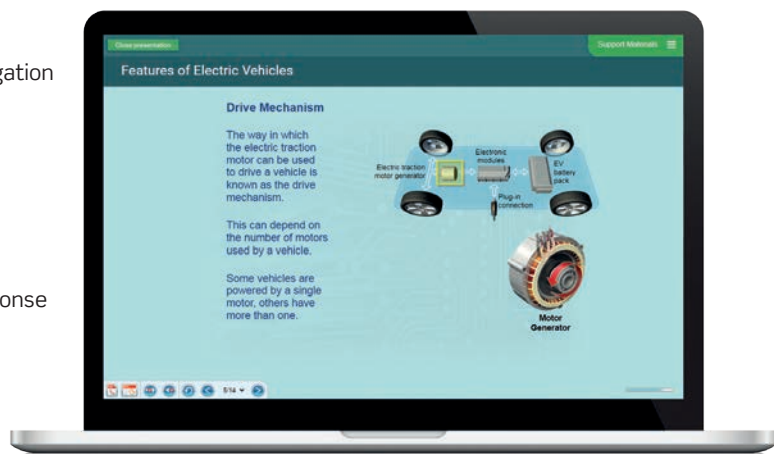 gation
onse
Close presentation
Support Materials
Features of Electric Vehicles
Drive Mechanism
The way in which
the electric traction
motor can be used
to drive a vehicle is
known as the drive
mechanism.
This can depend on
the number of motors
used by a vehicle.
Some vehicles are
powered by a single
motor, others have
more than one.
Electric traction
motor generator
Electronic
modules
EV
battery
pack
Plug-in
connection
Motor
Generator
5/14